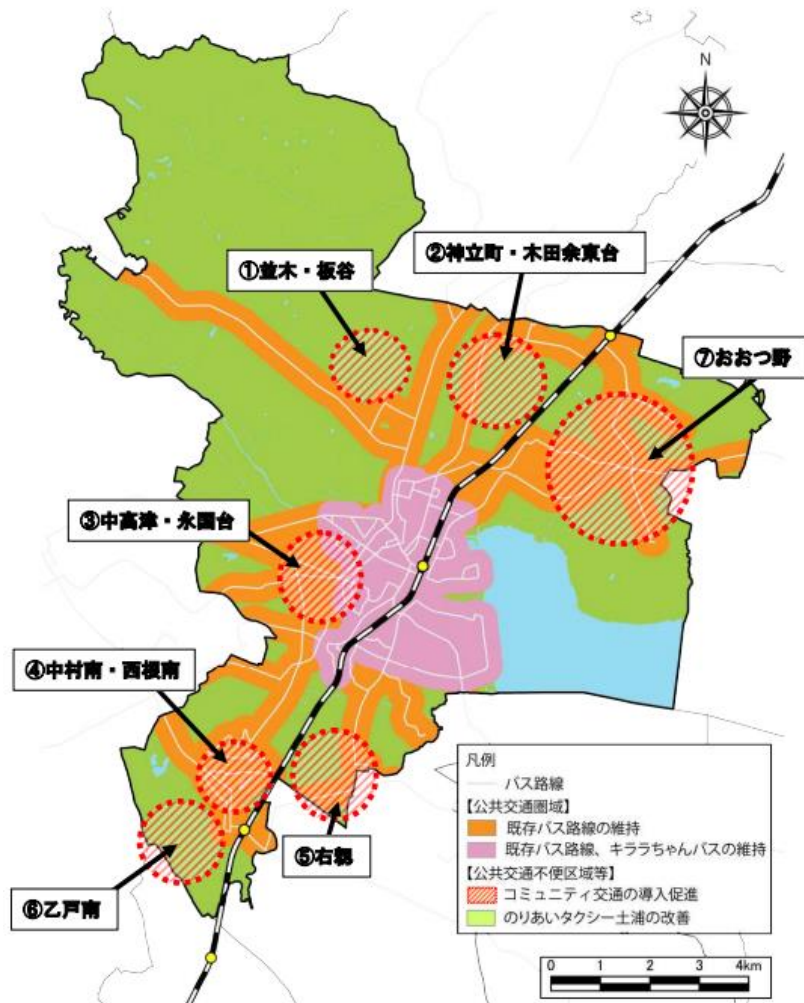 N
①並木・板谷
②神立町・木田余東台
⑦おおつ野
③中高津・永国台
④中村南・西根南
⑤右籾
⑥乙戸南
凡例
バス路線
【公共交通圏域】
既存バス路線の維持
既存バス路線、キララちゃんバスの維持
【公共交通不便区域等】
コミュニティ交通の導入促進
のりあいタクシー土浦の改善
0 1 2 3 4km